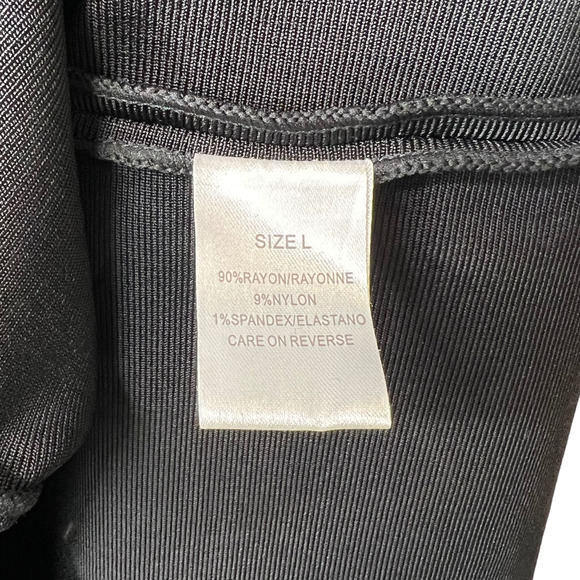 SIZE L
90%RAYON/RAYONNE
9%NYLON
1%SPANDEX/ELASTANO
CARE ON REVERSE